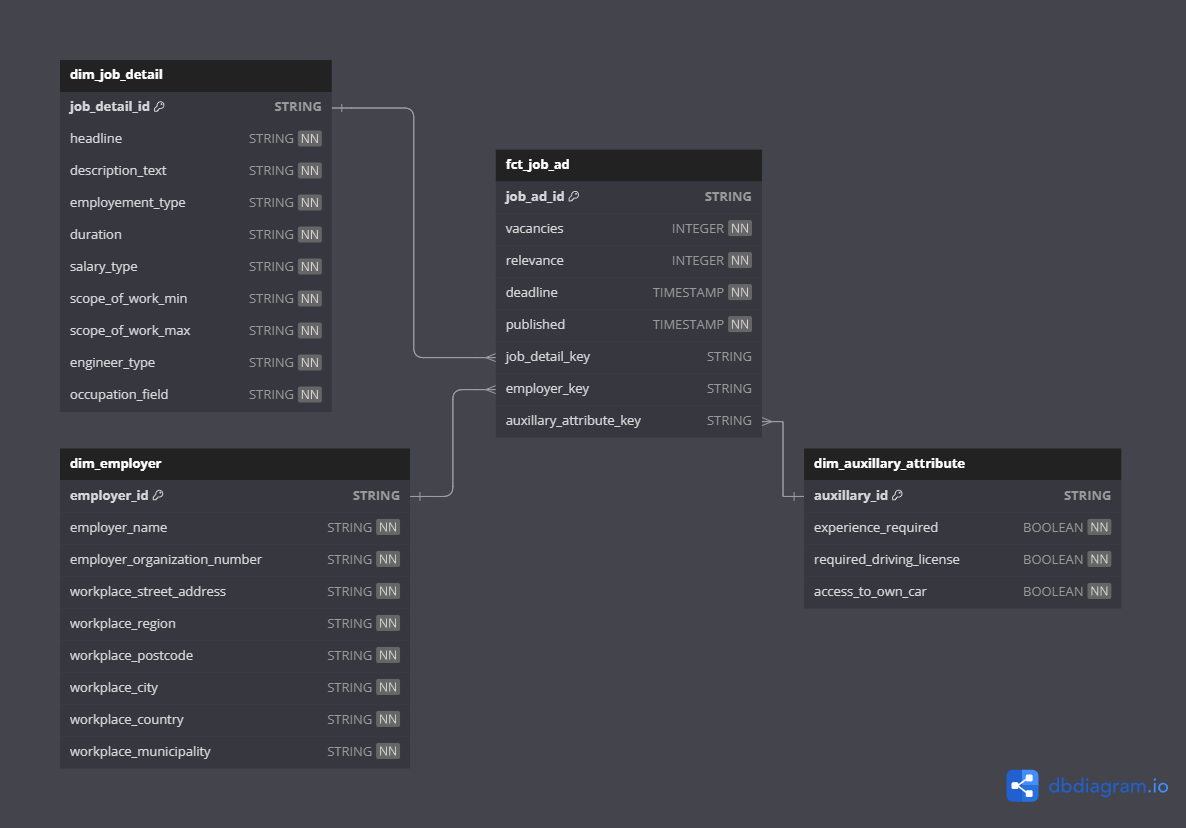 dim_job_detail
job_detail_id STRING
headline STRING NN
description_text STRING NN
employement_type STRING NN
duration STRING NN
salary_type STRING NN
scope_of_work_min STRING NN
scope_of_work_max STRING NN
engineer_type STRING NN
occupation_field STRING NN
fct_job_ad
job_ad_id STRING
vacancies INTEGER NN
relevance INTEGER NN
deadline TIMESTAMP NN
published TIMESTAMP NN
job_detail_key STRING
employer_key STRING
auxillary_attribute_key STRING
dim_employer
employer_id STRING
employer_name STRING NN
employer_organization_number STRING NN
workplace_street_address STRING NN
workplace_region STRING NN
workplace_postcode STRING NN
workplace_city STRING NN
workplace_country STRING NN
workplace_municipality STRING NN
dim_auxillary_attribute
auxillary_id STRING
experience_required BOOLEAN NN
required_driving_license BOOLEAN NN
access_to_own_car BOOLEAN NN
dbdiagram.io